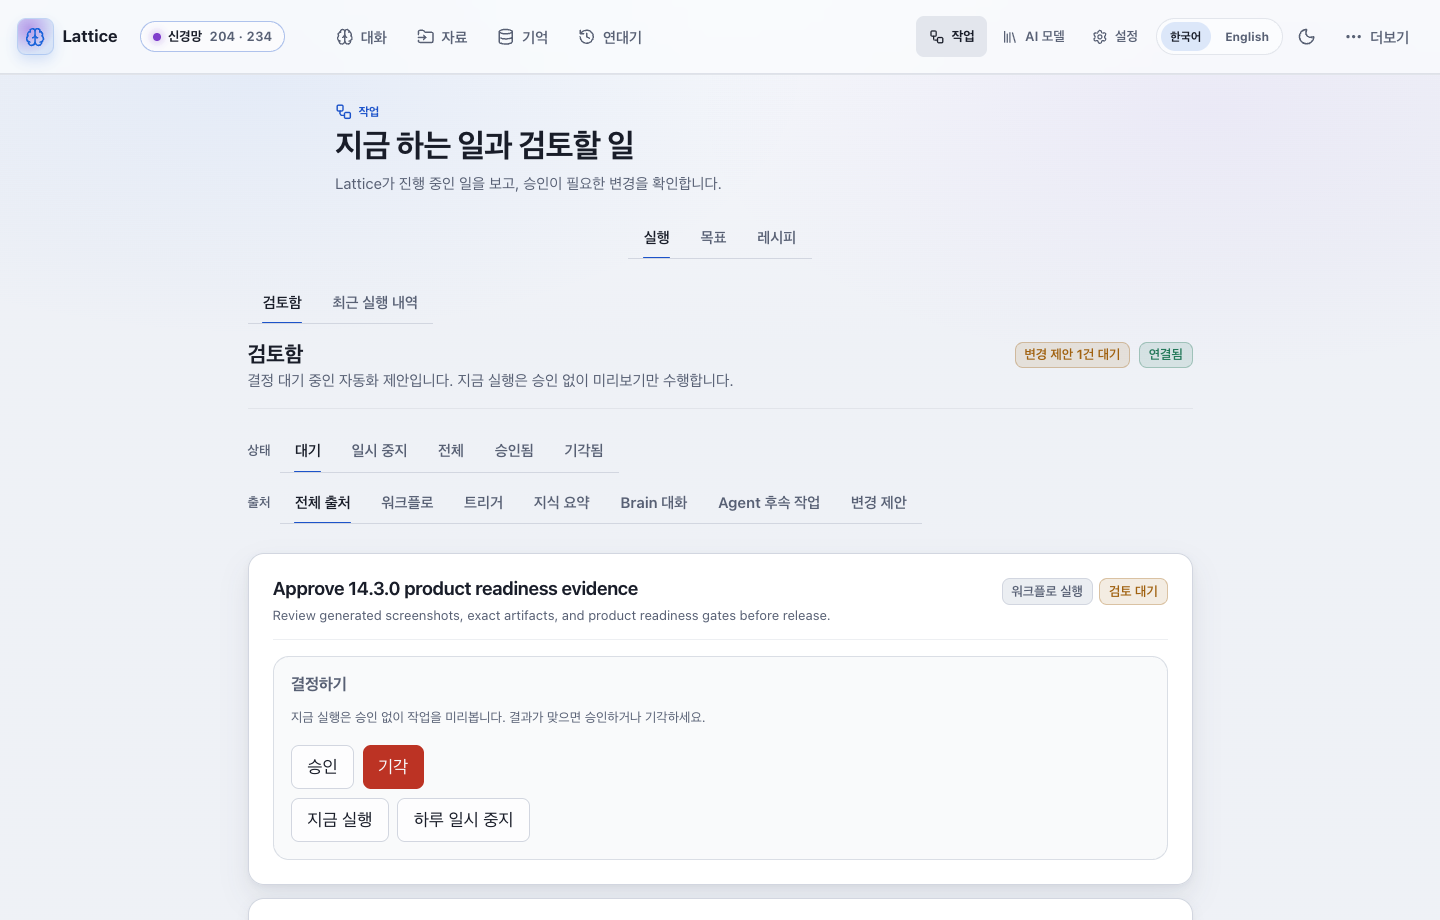 Lattice
신경망 204 · 234
대화
자료
기억
연대기
작업
AI 모델
설정
한국어
English
더보기
작업
지금 하는 일과 검토할 일
Lattice가 진행 중인 일을 보고, 승인이 필요한 변경을 확인합니다.
실행
목표
레시피
검토함
최근 실행 내역
검토함
변경 제안 1건 대기
연결됨
결정 대기 중인 자동화 제안입니다. 지금 실행은 승인 없이 미리보기만 수행합니다.
상태
대기
일시 중지
전체
승인됨
기각됨
출처
전체 출처
워크플로
트리거
지식 요약
Brain 대화
Agent 후속 작업
변경 제안
Approve 14.3.0 product readiness evidence
워크플로 실행
검토 대기
Review generated screenshots, exact artifacts, and product readiness gates before release.
결정하기
지금 실행은 승인 없이 작업을 미리봅니다. 결과가 맞으면 승인하거나 기각하세요.
승인
기각
지금 실행
하루 일시 중지